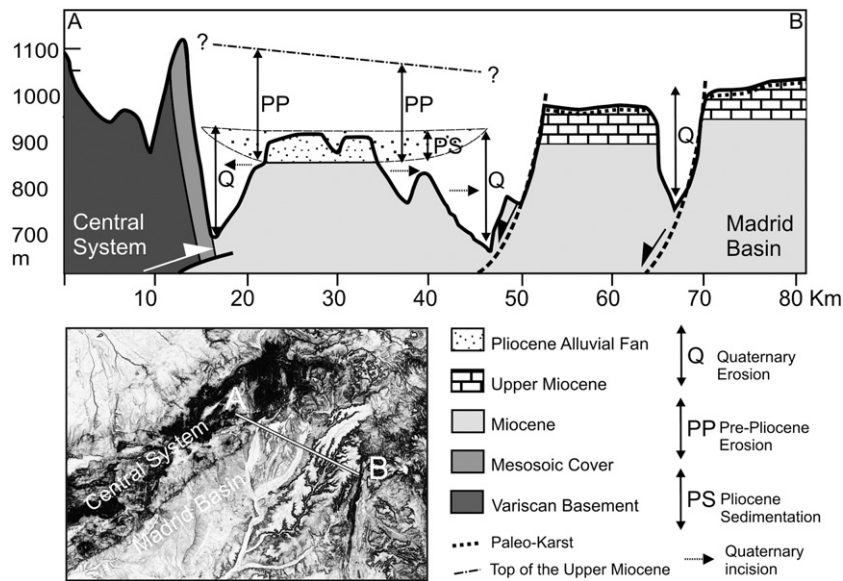 A
B
1100
1000
900
800
700
m
?
?
PP
PP
PS
Q
Q
Q
Central
System
Madrid
Basin
0
10
20
30
40
50
60
70
80 Km
A
B
Central System
Madrid Basin
Pliocene Alluvial Fan
Upper Miocene
Miocene
Mesosoic Cover
Variscan Basement
Paleo-Karst
Top of the Upper Miocene
Q Quaternary
Erosion
PP Pre-Pliocene
Erosion
PS Pliocene
Sedimentation
Quaternary
incision